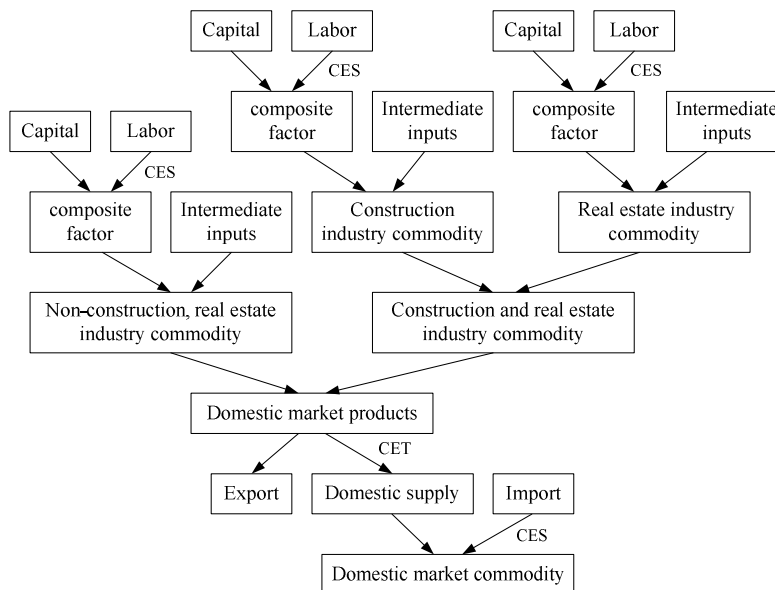 Capital
Labor
Capital
Labor
CES
CES
composite
factor
Intermediate
inputs
composite
factor
Intermediate
inputs
Capital
Labor
CES
composite
factor
Intermediate
inputs
Construction
industry commodity
Real estate industry
commodity
Non-construction, real estate
industry commodity
Construction and real estate
industry commodity
Domestic market products
CET
Export
Domestic supply
Import
CES
Domestic market commodity